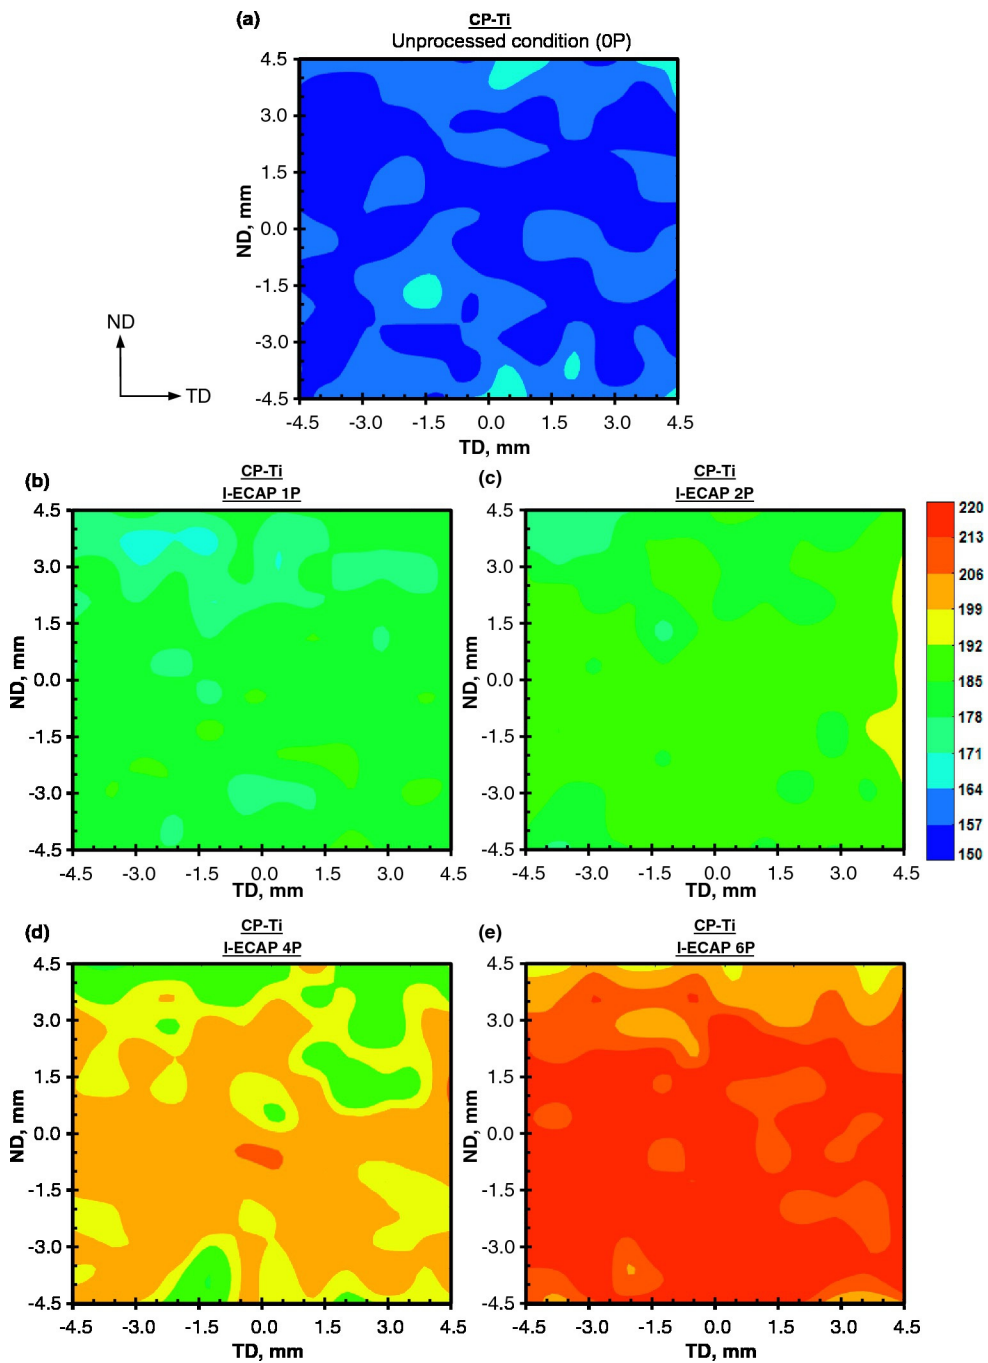 (a)
CP-Ti
Unprocessed condition (0P)
4.5
3.0
1.5
0.0
-1.5
-3.0
-4.5
ND, mm
-4.5 -3.0 -1.5 0.0 1.5 3.0 4.5
TD, mm
ND
TD
(b)
CP-Ti
I-ECAP 1P
4.5
3.0
1.5
0.0
-1.5
-3.0
-4.5
ND, mm
-4.5 -3.0 -1.5 0.0 1.5 3.0 4.5
TD, mm
(c)
CP-Ti
I-ECAP 2P
4.5
3.0
1.5
0.0
-1.5
-3.0
-4.5
ND, mm
-4.5 -3.0 -1.5 0.0 1.5 3.0 4.5
TD, mm
220
213
206
199
192
185
178
171
164
157
150
(d)
CP-Ti
I-ECAP 4P
4.5
3.0
1.5
0.0
-1.5
-3.0
-4.5
ND, mm
-4.5 -3.0 -1.5 0.0 1.5 3.0 4.5
TD, mm
(e)
CP-Ti
I-ECAP 6P
4.5
3.0
1.5
0.0
-1.5
-3.0
-4.5
ND, mm
-4.5 -3.0 -1.5 0.0 1.5 3.0 4.5
TD, mm